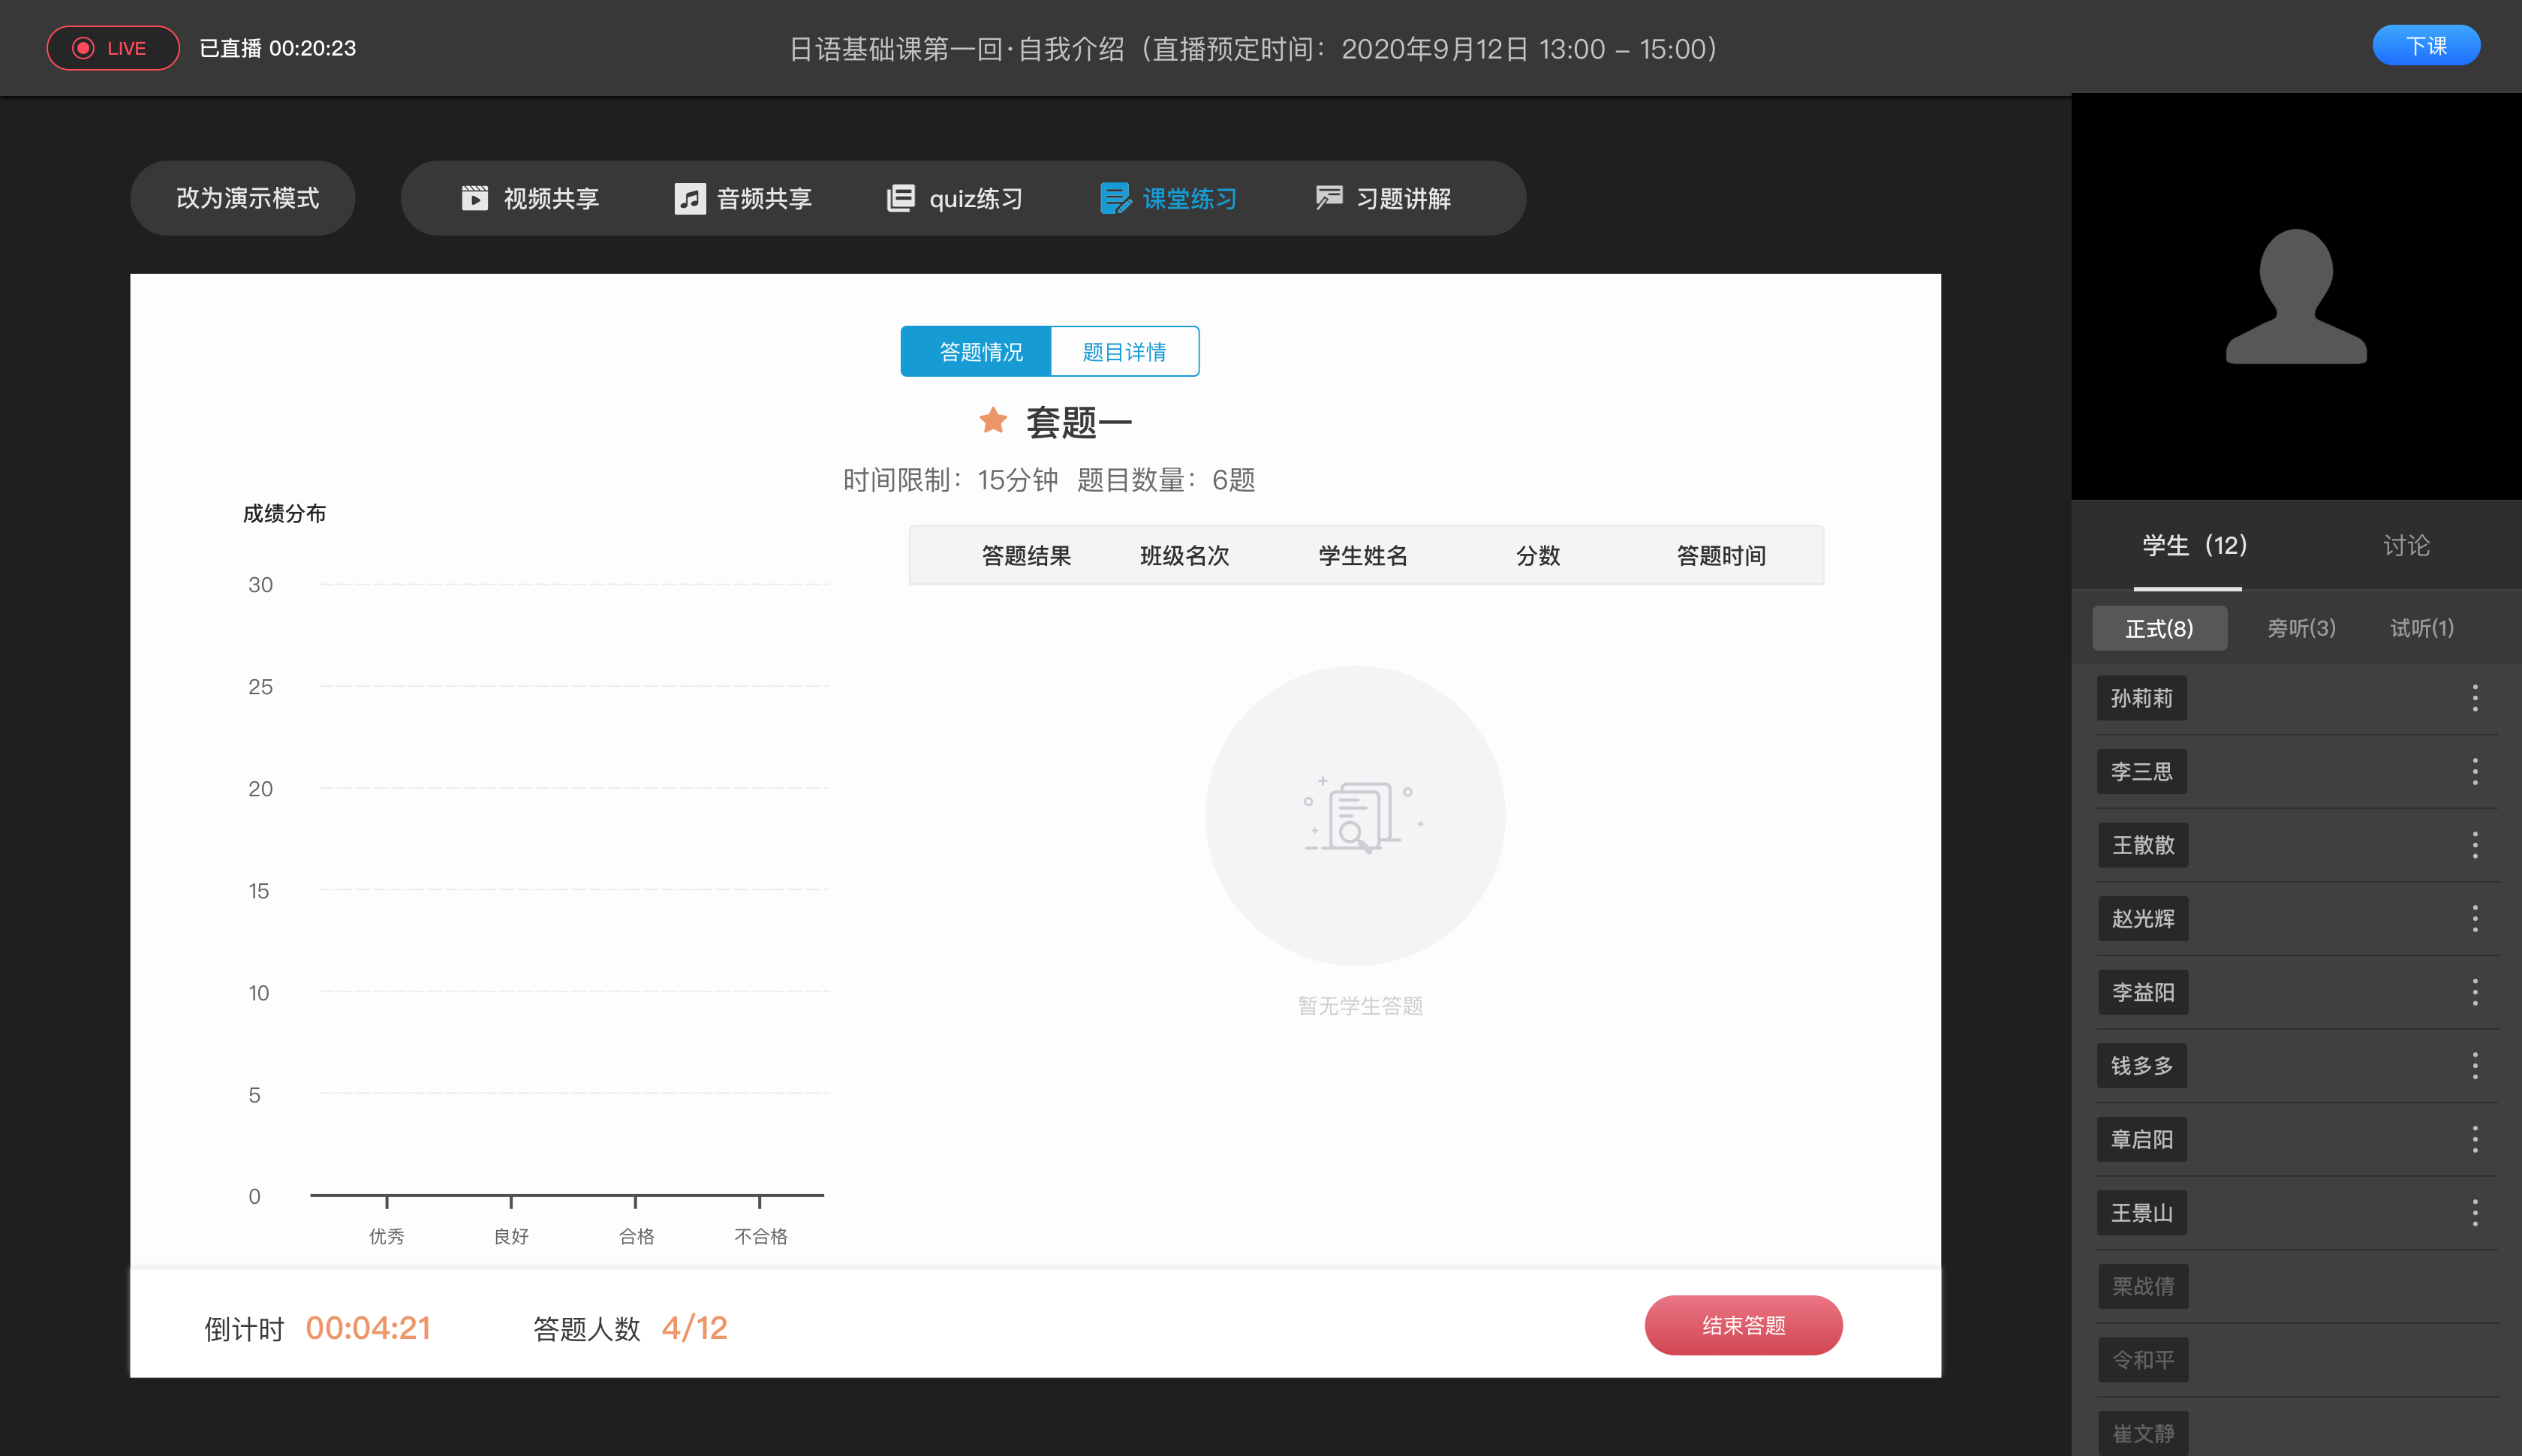 LIVE
已直播 00:20:23
日语基础课第一回·自我介绍（直播预定时间：2020年9月12日 13:00 – 15:00）
下课
改为演示模式
视频共享
音频共享
quiz练习
课堂练习
习题讲解
答题情况
题目详情
套题一
时间限制：15分钟 题目数量：6题
成绩分布
30
25
20
15
10
5
0
优秀
良好
合格
不合格
答题结果 班级名次 学生姓名 分数 答题时间
暂无学生答题
倒计时 00:04:21
答题人数 4/12
结束答题
学生（12）
讨论
正式(8)
旁听(3)
试听(1)
孙莉莉
李三思
王散散
赵光辉
李益阳
钱多多
章启阳
王景山
栗战倩
令和平
崔文静